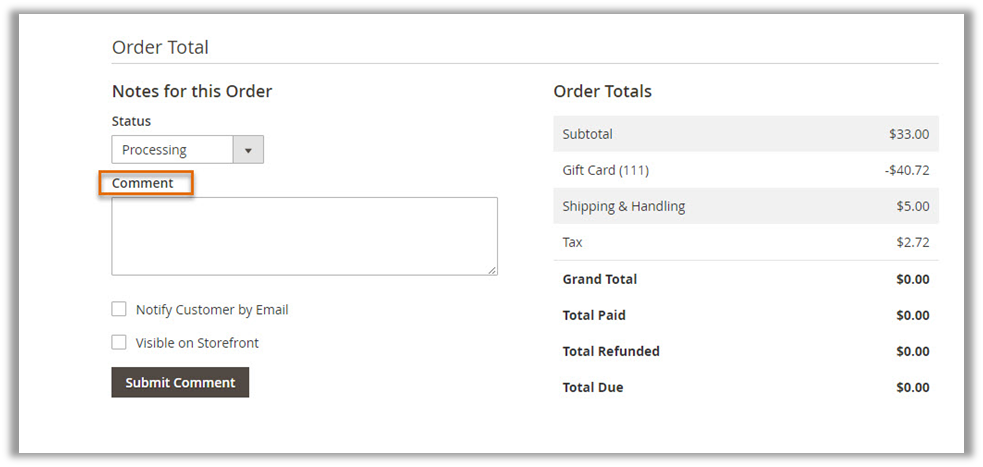 Order Total
Notes for this Order
Status
Processing
Comment
Notify Customer by Email
Visible on Storefront
Submit Comment
Order Totals
Subtotal $33.00
Gift Card (111) -$40.72
Shipping & Handling $5.00
Tax $2.72
Grand Total $0.00
Total Paid $0.00
Total Refunded $0.00
Total Due $0.00